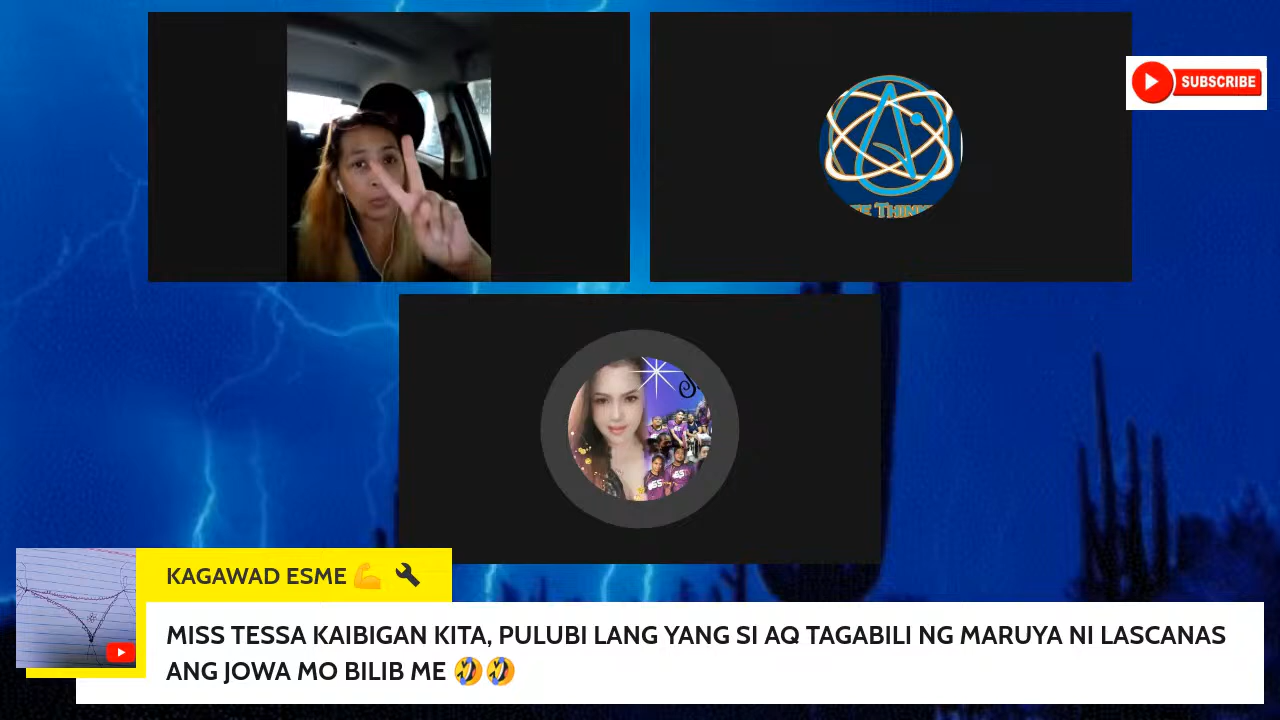 SUBSCRIBE
KAGAWAD ESME 💪 🔧
MISS TESSA KAIBIGAN KITA, PULUBI LANG YANG SI AQ TAGABILI NG MARUYA NI LASCANAS
ANG JOWA MO BILIB ME 🤣🤣